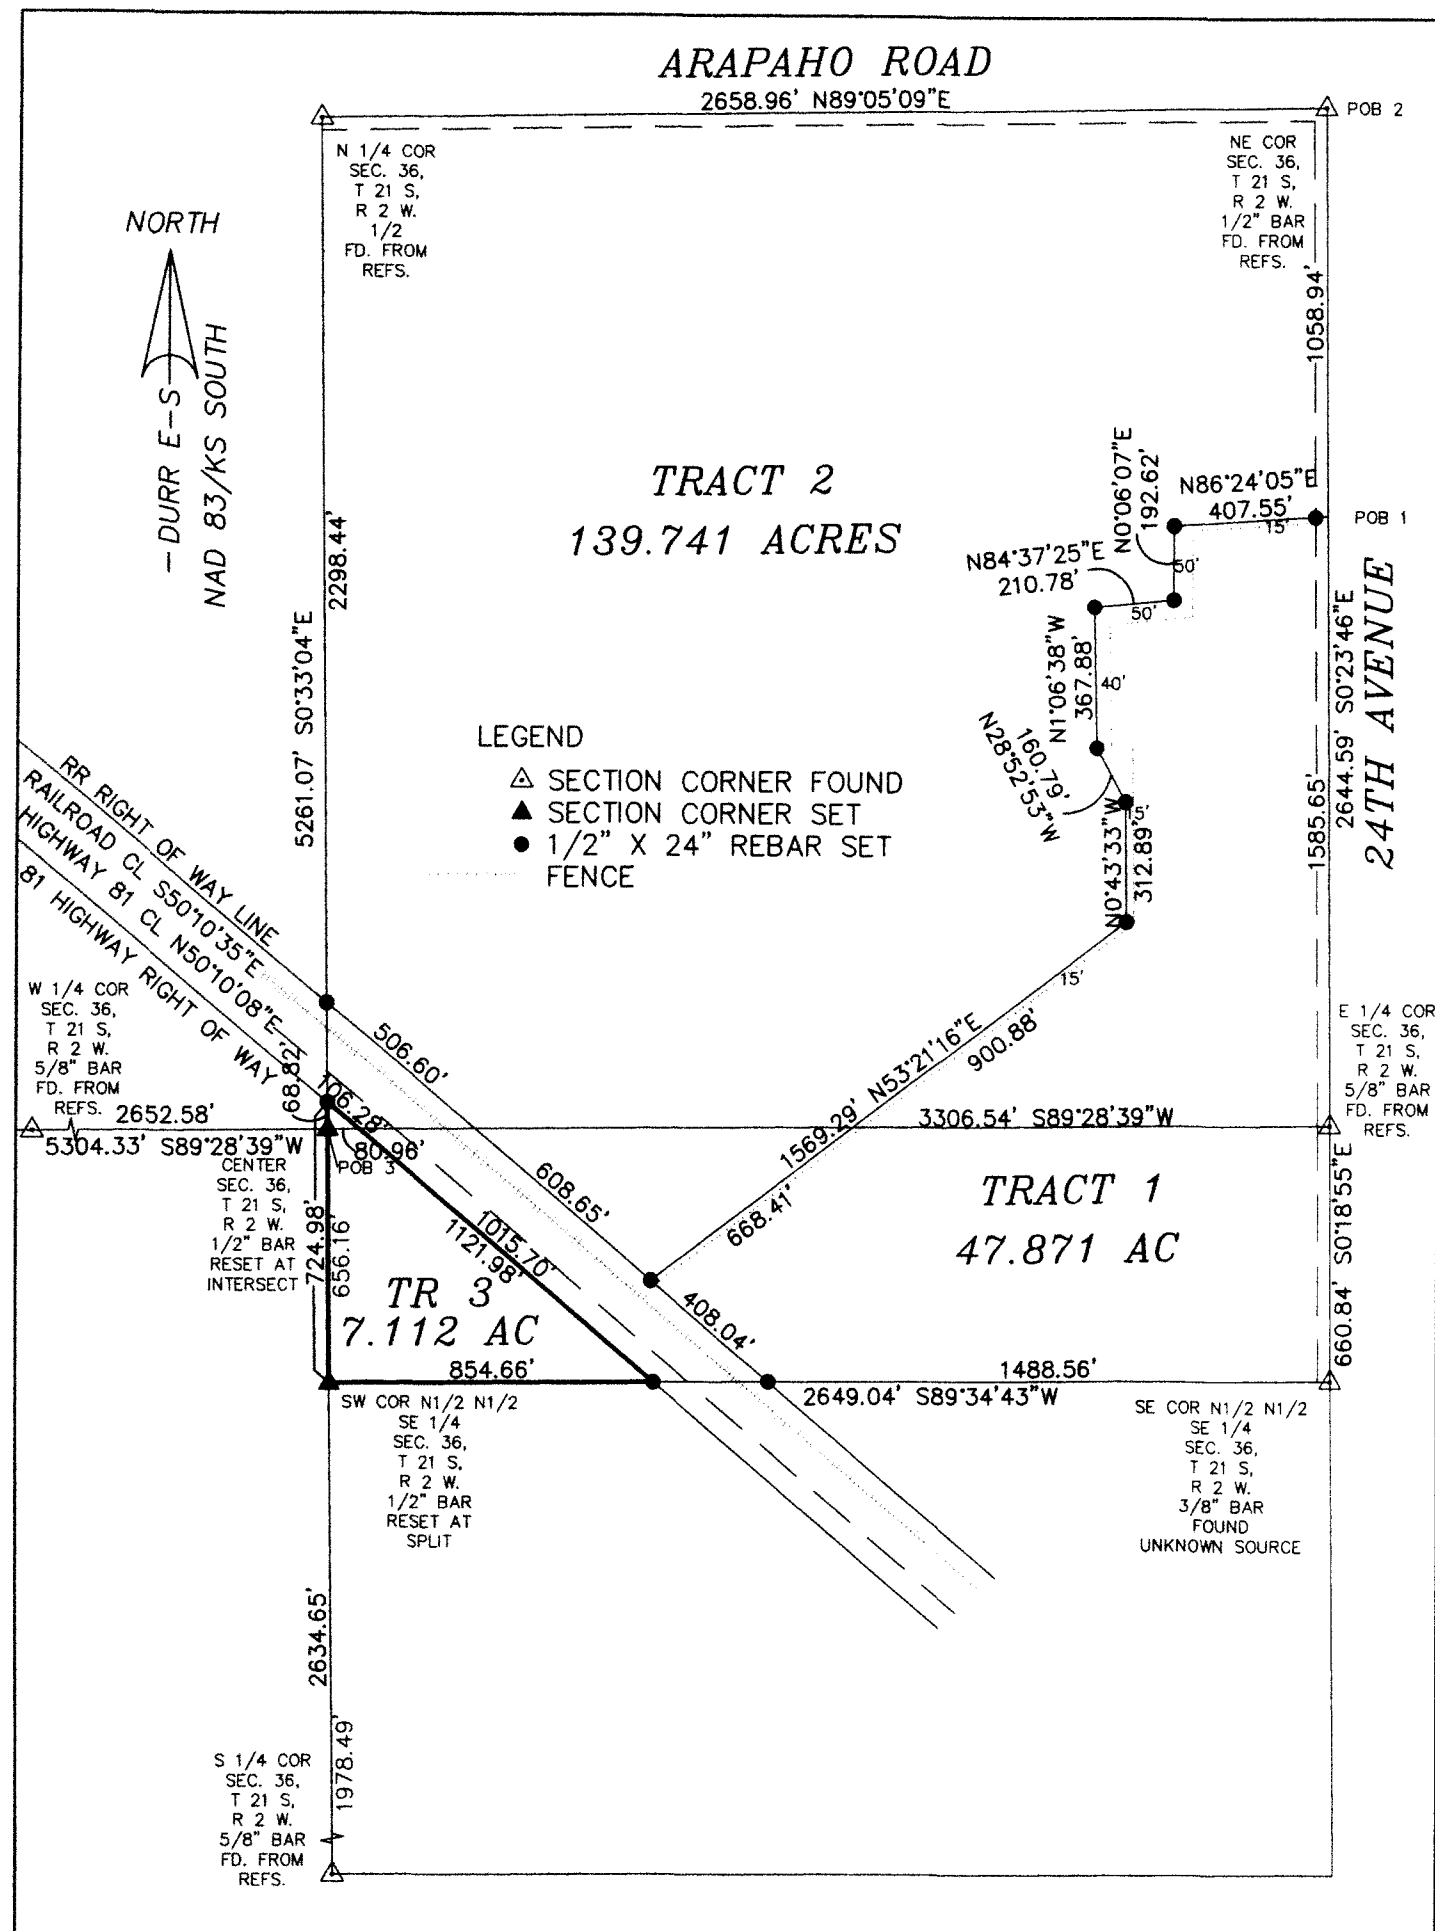 ARAPAHO ROAD
2658.96' N89°05'09"E
POB 2
N 1/4 COR
SEC. 36,
T 21 S,
R 2 W.
1/2
FD. FROM
REFS.
NE COR
SEC. 36,
T 21 S,
R 2 W.
1/2" BAR
FD. FROM
REFS.
NORTH
-DURR E-S-
NAD 83/KS SOUTH
1058.94'
TRACT 2
139.741 ACRES
2298.44'
5261.07' S0°33'04"E
N0°06'07"E
192.62'
N86°24'05"E
407.55'
15'
POB 1
N84°37'25"E
210.78'
50'
50'
N1°06'38"W
367.88'
40'
N28°52'53"W
160.79'
N0°43'33"W
312.89'
5'
2644.59' S0°23'46"E
1585.65'
24TH AVENUE
LEGEND
SECTION CORNER FOUND
SECTION CORNER SET
1/2" X 24" REBAR SET
FENCE
RR RIGHT OF WAY LINE
RAILROAD CL S50°10'35"E
HIGHWAY 81 CL N50°10'08"E
81 HIGHWAY RIGHT OF WAY
W 1/4 COR
SEC. 36,
T 21 S,
R 2 W.
5/8" BAR
FD. FROM
REFS.
68.82'
506.60'
106.28'
15'
1569.29' N53°21'16"E
900.88'
E 1/4 COR
SEC. 36,
T 21 S,
R 2 W.
5/8" BAR
FD. FROM
REFS.
2652.58'
5304.33' S89°28'39"W
80.96'
POB 3
3306.54' S89°28'39"W
CENTER
SEC. 36,
T 21 S,
R 2 W.
1/2" BAR
RESET AT
INTERSECT
724.98'
656.16'
608.65'
668.41'
1015.70'
1121.98'
TR 3
7.112 AC
TRACT 1
47.871 AC
660.84' S0°18'55"E
408.04'
854.66'
1488.56'
2649.04' S89°34'43"W
SW COR N1/2 N1/2
SE 1/4
SEC. 36,
T 21 S,
R 2 W.
1/2" BAR
RESET AT
SPLIT
SE COR N1/2 N1/2
SE 1/4
SEC. 36,
T 21 S,
R 2 W.
3/8" BAR
FOUND
UNKNOWN SOURCE
2634.65'
1978.49'
S 1/4 COR
SEC. 36,
T 21 S,
R 2 W.
5/8" BAR
FD. FROM
REFS.